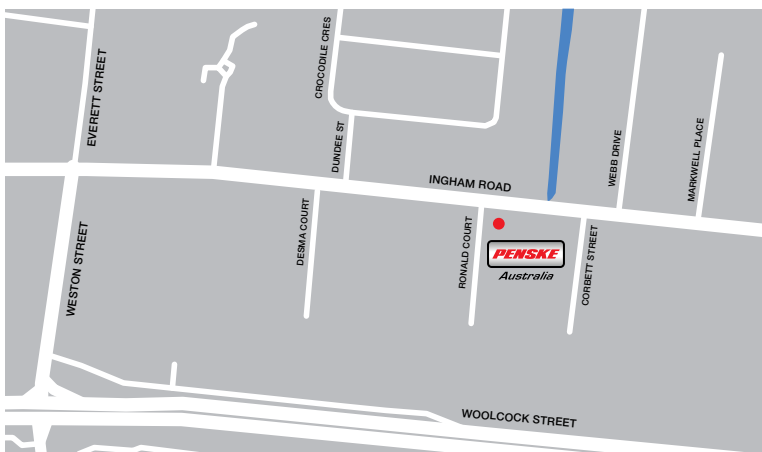 EVERETT STREET
CROCODILE CRES
DUNDEE ST
WEBB DRIVE
MARKWELL PLACE
INGHAM ROAD
WESTON STREET
DESMA COURT
RONALD COURT
PENSKE
Australia
CORBETT STREET
WOOLCOCK STREET